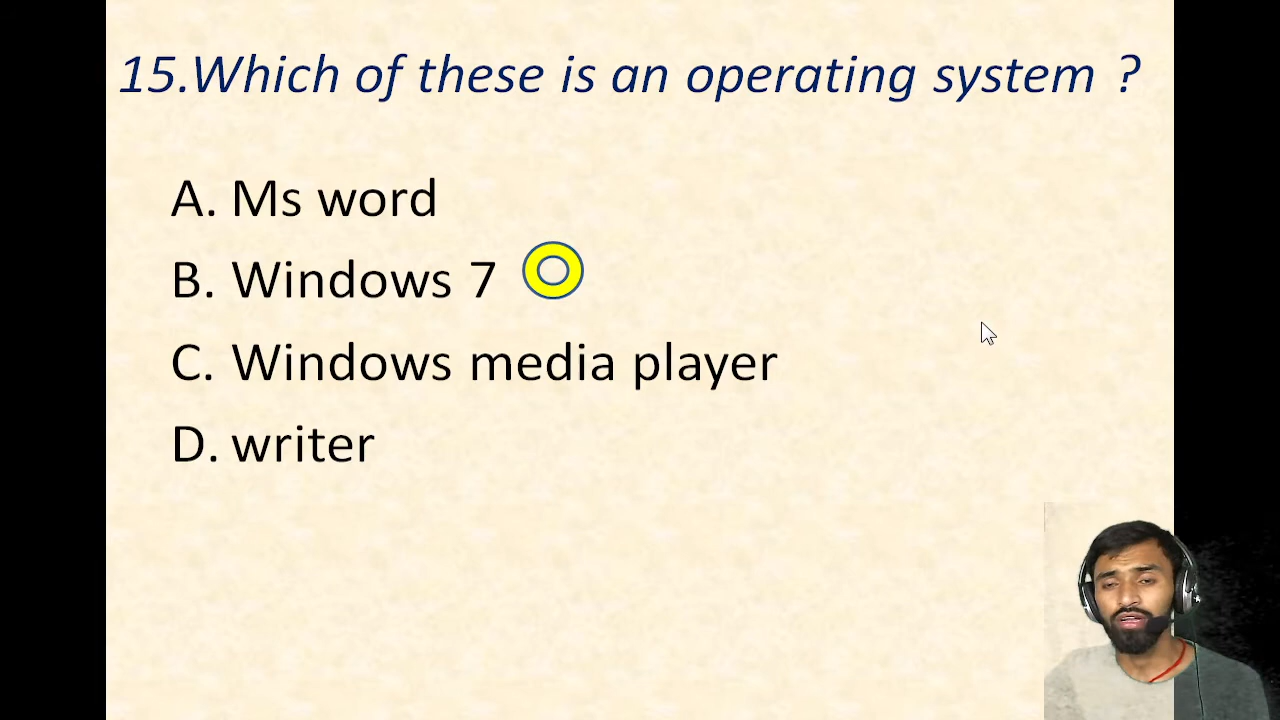 15.Which of these is an operating system ?
A. Ms word
B. Windows 7
C. Windows media player
D. writer